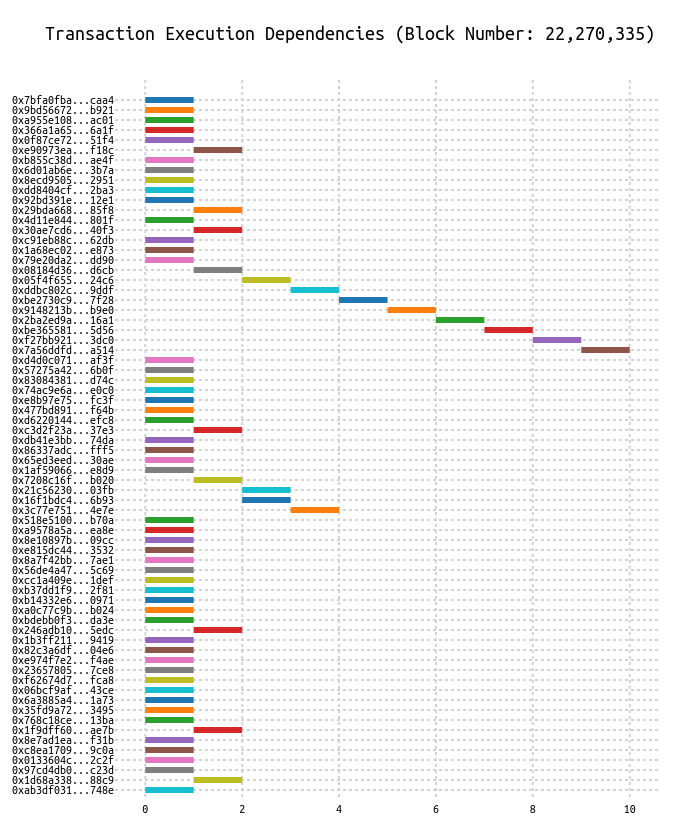 Transaction Execution Dependencies (Block Number: 22,270,335)
0x7bfa0fba...caa4
0x9bd56672...b921
0xa955e108...ac01
0x366a1a65...6a1f
0x0f87ce72...51f4
0xe90973ea...f18c
0xb855c38d...ae4f
0x6d01ab6e...3b7a
0x8ecd9505...2951
0xdd8404cf...2ba3
0x92bd391e...12e1
0x29bda668...85f8
0x4d11e844...801f
0x30ae7cd6...40f3
0xc91eb88c...62db
0x1a68ec02...e873
0x79e20da2...dd90
0x08184d36...d6cb
0x05f4f655...24c6
0xddbc802c...9ddf
0xbe2730c9...7f28
0x9148213b...b9e0
0x2ba2ed9a...16a1
0xbe365581...5d56
0xf27bb921...3dc0
0x7a56ddfd...a514
0xd4d0c071...af3f
0x57275a42...6b0f
0x83084381...d74c
0x74ac9e6a...e0c0
0xe8b97e75...fc3f
0x477bd891...f64b
0xd6220144...efc8
0xc3d2f23a...37e3
0xdb41e3bb...74da
0x86337adc...fff5
0x65ed3eed...30ae
0x1af59066...e8d9
0x7208c16f...b020
0x21c56230...03fb
0x16f1bdc4...6b93
0x3c77e751...4e7e
0x518e5100...b70a
0xa9578a5a...ea8e
0x8e10897b...09cc
0xe815dc44...3532
0x8a7f42bb...7ae1
0x56de4a47...5c69
0xcc1a409e...1def
0xb37dd1f9...2f81
0xb14332e6...0971
0xa0c77c9b...b024
0xbdebb0f3...da3e
0x246adb10...5edc
0x1b3ff211...9419
0x82c3a6df...04e6
0xe974f7e2...f4ae
0x23657805...7ce8
0xf62674d7...fca8
0x06bcf9af...43ce
0x6a3885a4...1a73
0x35fd9a72...3495
0x768c18ce...13ba
0x1f9dff60...ae7b
0x8e7ad1ea...f31b
0xc8ea1709...9c0a
0x0133604c...2c2f
0x97cd4db0...c23d
0x1d68a338...88c9
0xab3df031...748e
0 2 4 6 8 10